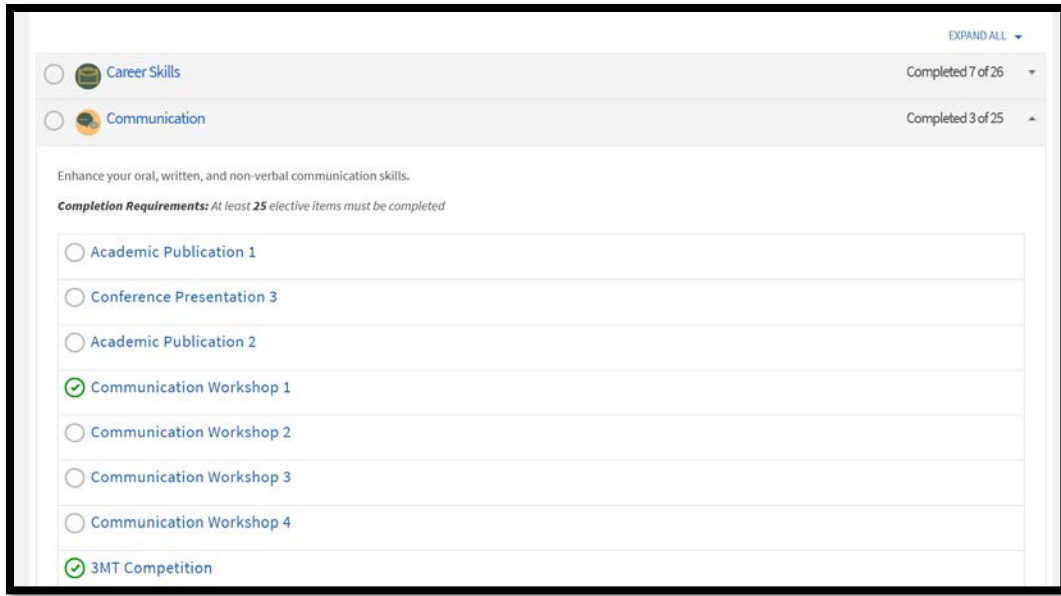 EXPAND ALL
Career Skills Completed 7 of 26
Communication Completed 3 of 25
Enhance your oral, written, and non-verbal communication skills.
Completion Requirements: At least 25 elective items must be completed
Academic Publication 1
Conference Presentation 3
Academic Publication 2
Communication Workshop 1
Communication Workshop 2
Communication Workshop 3
Communication Workshop 4
3MT Competition